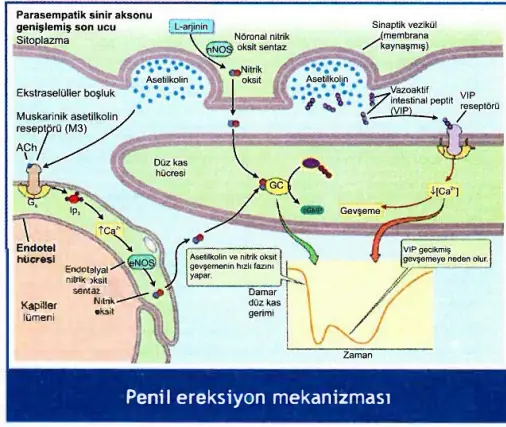 Parasempatik sinir aksonu
genişlemiş son ucu
Sitoplazma
L-arjinin
nNOS
Nöronal nitrik
oksit sentaz
Nitrik
oksit
Sinaptik vezikül
(membrana
kaynaşmış)
Asetilkolin
Asetilkolin
Ekstraselüller boşluk
Vazoaktif
intestinal peptit
(VIP)
VIP
reseptörü
Muskarinik asetilkolin
reseptörü (M3)
ACh
Düz kas
hücresi
GC
cGMP
Gevşeme
↓[Ca²⁺]
Ip₃
↑Ca²⁺
Endotel
hücresi
Endotelyal
nitrik oksit
sentaz
eNOS
Nitrik
oksit
Kapiller
lümeni
Asetilkolin ve nitrik oksit
gevşemenin hızlı fazını
yapar.
VIP gecikmiş
gevşemeye neden olur.
Damar
düz kas
gerimi
Zaman
Penil ereksiyon mekanizması